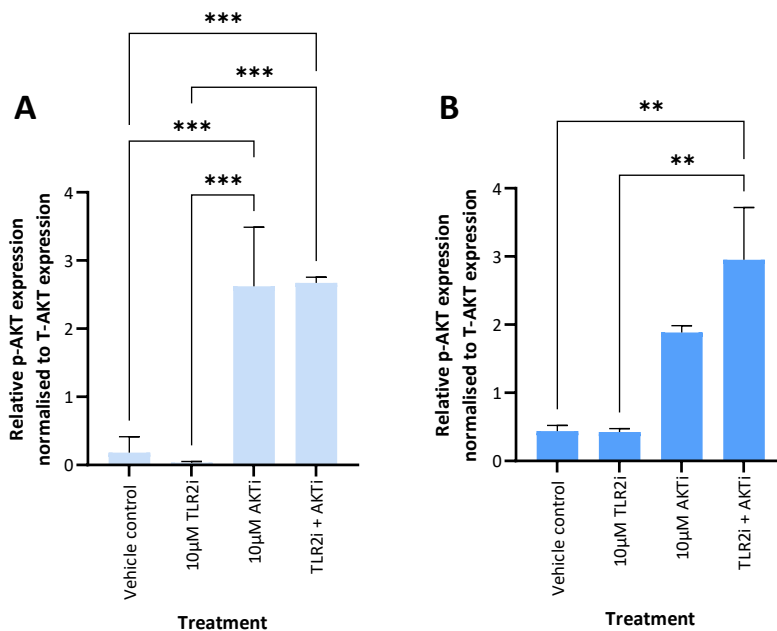 A
***
***
***
***
Relative p-AKT expression
normalised to T-AKT expression
4
3
2
1
0
Vehicle control
10µM TLR2i
10µM AKTi
TLR2i + AKTi
Treatment
B
**
**
Relative p-AKT expression
normalised to T-AKT expression
4
3
2
1
0
Vehicle control
10µM TLR2i
10µM AKTi
TLR2i + AKTi
Treatment